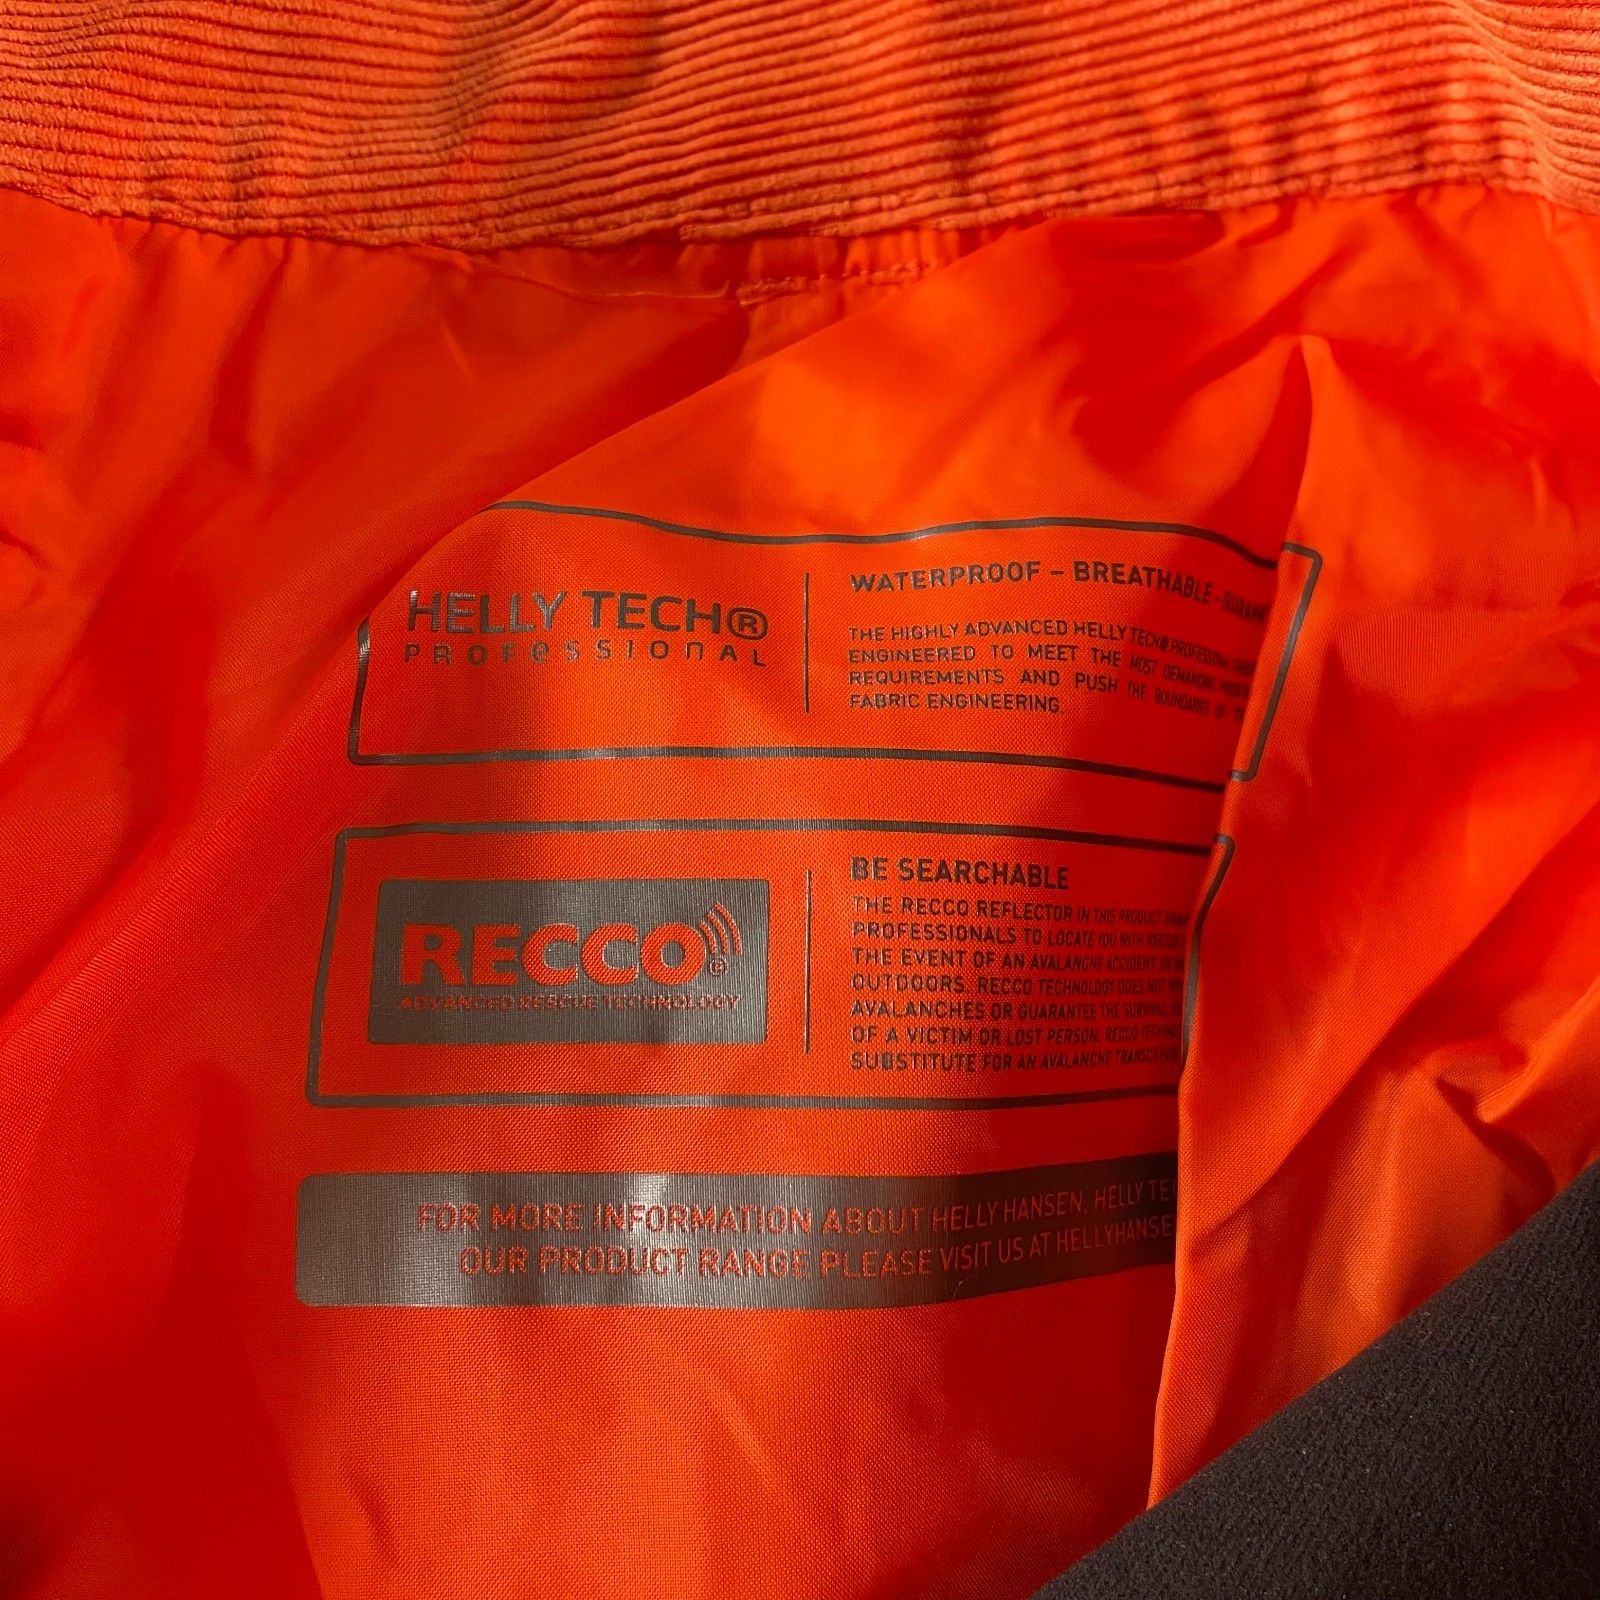 HELLY TECH®
PROFESSIONAL
WATERPROOF – BREATHABLE -
THE HIGHLY ADVANCED HELLY TECH® PROFESSIONAL
ENGINEERED TO MEET THE MOST DEMANDING
REQUIREMENTS AND PUSH THE BOUNDARIES OF
FABRIC ENGINEERING.
RECCO®
ADVANCED RESCUE TECHNOLOGY
BE SEARCHABLE
THE RECCO REFLECTOR IN THIS PRODUCT
PROFESSIONALS TO LOCATE YOU WITH RECCO
THE EVENT OF AN AVALANCHE ACCIDENT OR
OUTDOORS. RECCO TECHNOLOGY DOES NOT
AVALANCHES OR GUARANTEE THE SURVIVAL
OF A VICTIM OR LOST PERSON. RECCO
SUBSTITUTE FOR AN AVALANCHE
FOR MORE INFORMATION ABOUT HELLY HANSEN, HELLY
OUR PRODUCT RANGE PLEASE VISIT US AT